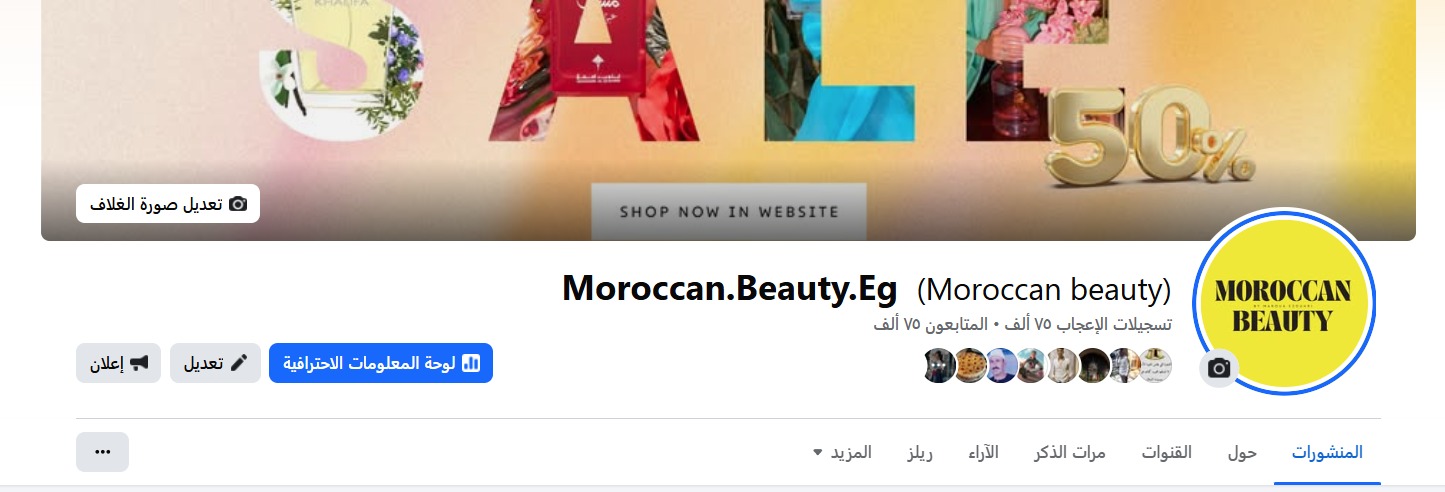 KHALIFA
SALE
50%
SHOP NOW IN WEBSITE
تعديل صورة الغلاف
MOROCCAN
BEAUTY
Moroccan.Beauty.Eg (Moroccan beauty)
تسجيلات الإعجاب ٧٥ ألف • المتابعون ٧٥ ألف
لوحة المعلومات الاحترافية
تعديل
إعلان
المنشورات
حول
القنوات
مرات الذكر
الآراء
ريلز
المزيد